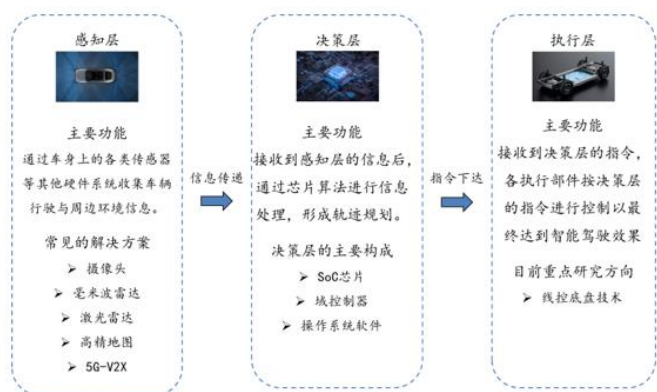 感知层
主要功能
通过车身上的各类传感器
等其他硬件系统收集车辆
行驶与周边环境信息。
常见的解决方案
➢ 摄像头
➢ 毫米波雷达
➢ 激光雷达
➢ 高精地图
➢ 5G-V2X
信息传递
决策层
主要功能
接收到感知层的信息后，
通过芯片算法进行信息
处理，形成轨迹规划。
决策层的主要构成
➢ SoC芯片
➢ 域控制器
➢ 操作系统软件
指令下达
执行层
主要功能
接收到决策层的指令，
各执行部件按决策层
的指令进行控制以最
终达到智能驾驶效果
目前重点研究方向
➢ 线控底盘技术